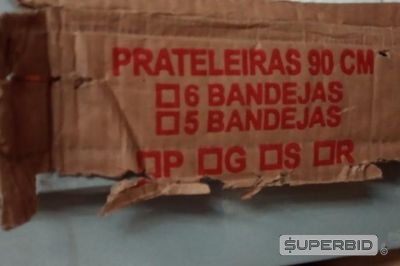 PRATELEIRAS 90 CM
☐ 6 BANDEJAS
☐ 5 BANDEJAS
☐P ☐G ☐S ☐R
SUPERBID